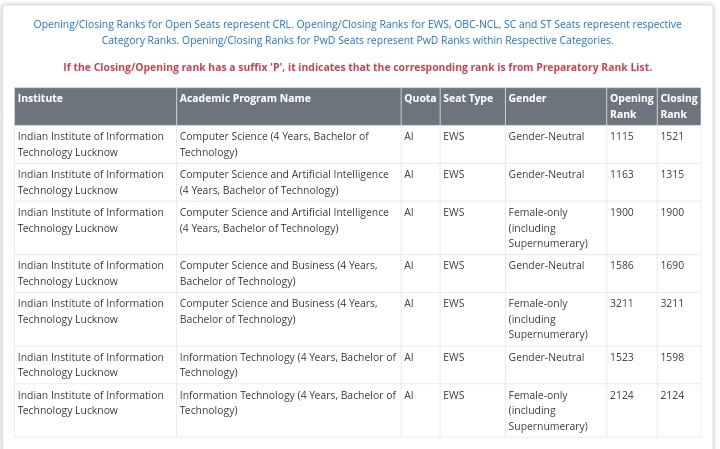 Opening/Closing Ranks for Open Seats represent CRL. Opening/Closing Ranks for EWS, OBC-NCL, SC and ST Seats represent respective
Category Ranks. Opening/Closing Ranks for PwD Seats represent PwD Ranks within Respective Categories.
If the Closing/Opening rank has a suffix 'P', it indicates that the corresponding rank is from Preparatory Rank List.
Institute Academic Program Name Quota Seat Type Gender Opening Closing
Rank Rank
Indian Institute of Information Computer Science (4 Years, Bachelor of AI EWS Gender-Neutral 1115 1521
Technology Lucknow Technology)
Indian Institute of Information Computer Science and Artificial Intelligence AI EWS Gender-Neutral 1163 1315
Technology Lucknow (4 Years, Bachelor of Technology)
Indian Institute of Information Computer Science and Artificial Intelligence AI EWS Female-only 1900 1900
Technology Lucknow (4 Years, Bachelor of Technology) (including
Supernumerary)
Indian Institute of Information Computer Science and Business (4 Years, AI EWS Gender-Neutral 1586 1690
Technology Lucknow Bachelor of Technology)
Indian Institute of Information Computer Science and Business (4 Years, AI EWS Female-only 3211 3211
Technology Lucknow Bachelor of Technology) (including
Supernumerary)
Indian Institute of Information Information Technology (4 Years, Bachelor of AI EWS Gender-Neutral 1523 1598
Technology Lucknow Technology)
Indian Institute of Information Information Technology (4 Years, Bachelor of AI EWS Female-only 2124 2124
Technology Lucknow Technology) (including
Supernumerary)